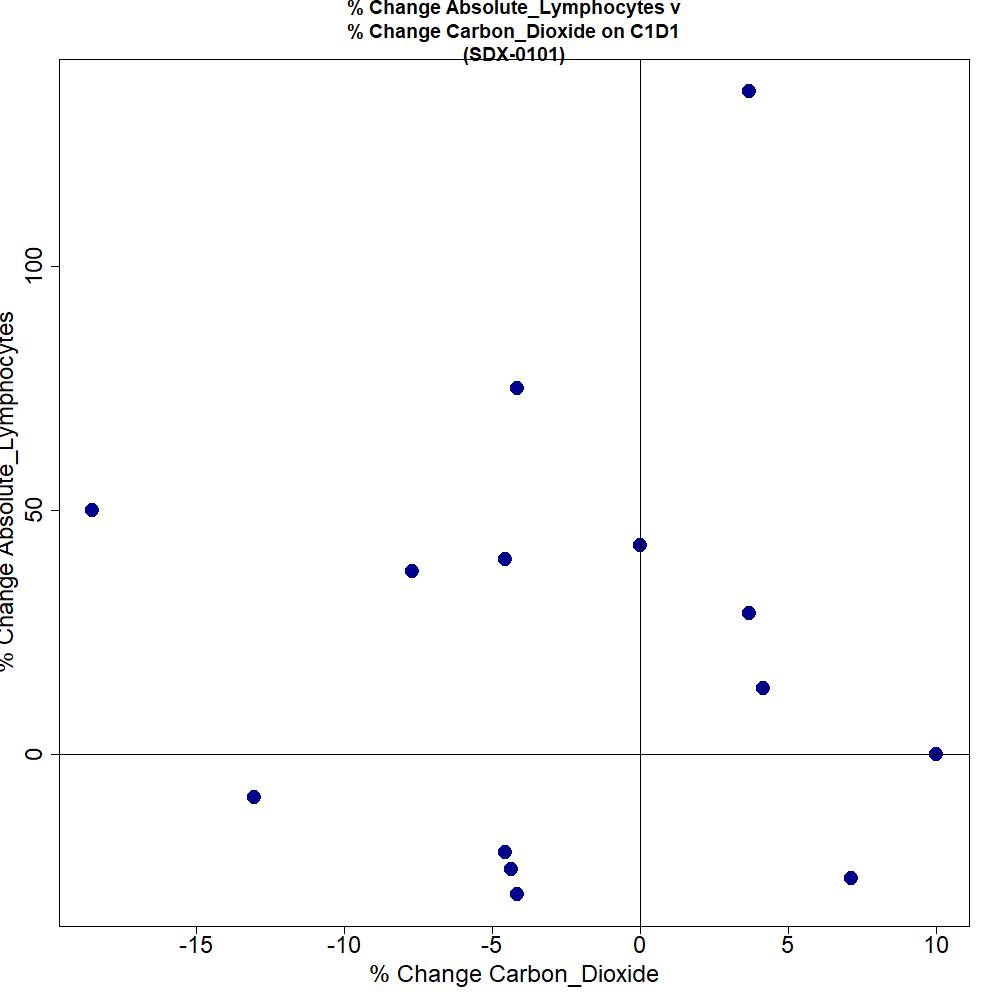 % Change Absolute_Lymphocytes v
% Change Carbon_Dioxide on C1D1
(SDX-0101)
% Change Absolute_Lymphocytes
100
50
0
-15
-10
-5
0
5
10
% Change Carbon_Dioxide